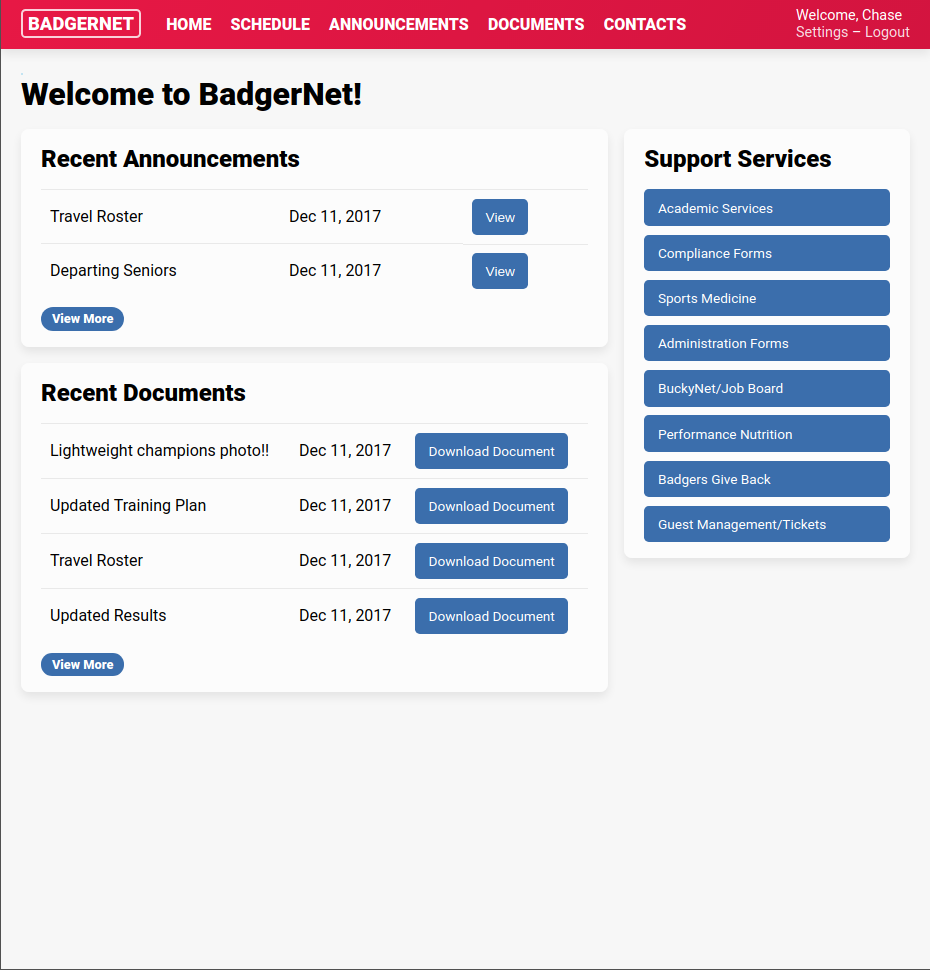 BADGERNET HOME SCHEDULE ANNOUNCEMENTS DOCUMENTS CONTACTS
Welcome, Chase
Settings – Logout
Welcome to BadgerNet!
Recent Announcements
Travel Roster Dec 11, 2017 View
Departing Seniors Dec 11, 2017 View
View More
Recent Documents
Lightweight champions photo!! Dec 11, 2017 Download Document
Updated Training Plan Dec 11, 2017 Download Document
Travel Roster Dec 11, 2017 Download Document
Updated Results Dec 11, 2017 Download Document
View More
Support Services
Academic Services
Compliance Forms
Sports Medicine
Administration Forms
BuckyNet/Job Board
Performance Nutrition
Badgers Give Back
Guest Management/Tickets